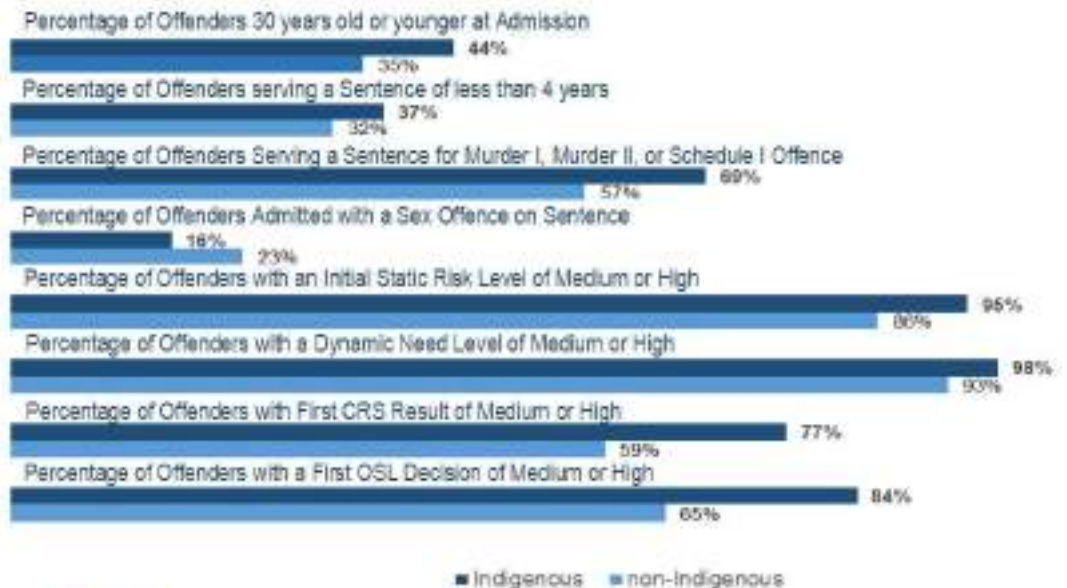 Percentage of Offenders 30 years old or younger at Admission
44%
35%
Percentage of Offenders serving a Sentence of less than 4 years
37%
32%
Percentage of Offenders Serving a Sentence for Murder I, Murder II, or Schedule I Offence
69%
57%
Percentage of Offenders Admitted with a Sex Offence on Sentence
16%
23%
Percentage of Offenders with an Initial Static Risk Level of Medium or High
95%
86%
Percentage of Offenders with a Dynamic Need Level of Medium or High
98%
93%
Percentage of Offenders with First CRS Result of Medium or High
77%
59%
Percentage of Offenders with a First OSL Decision of Medium or High
84%
65%
Indigenous non-Indigenous